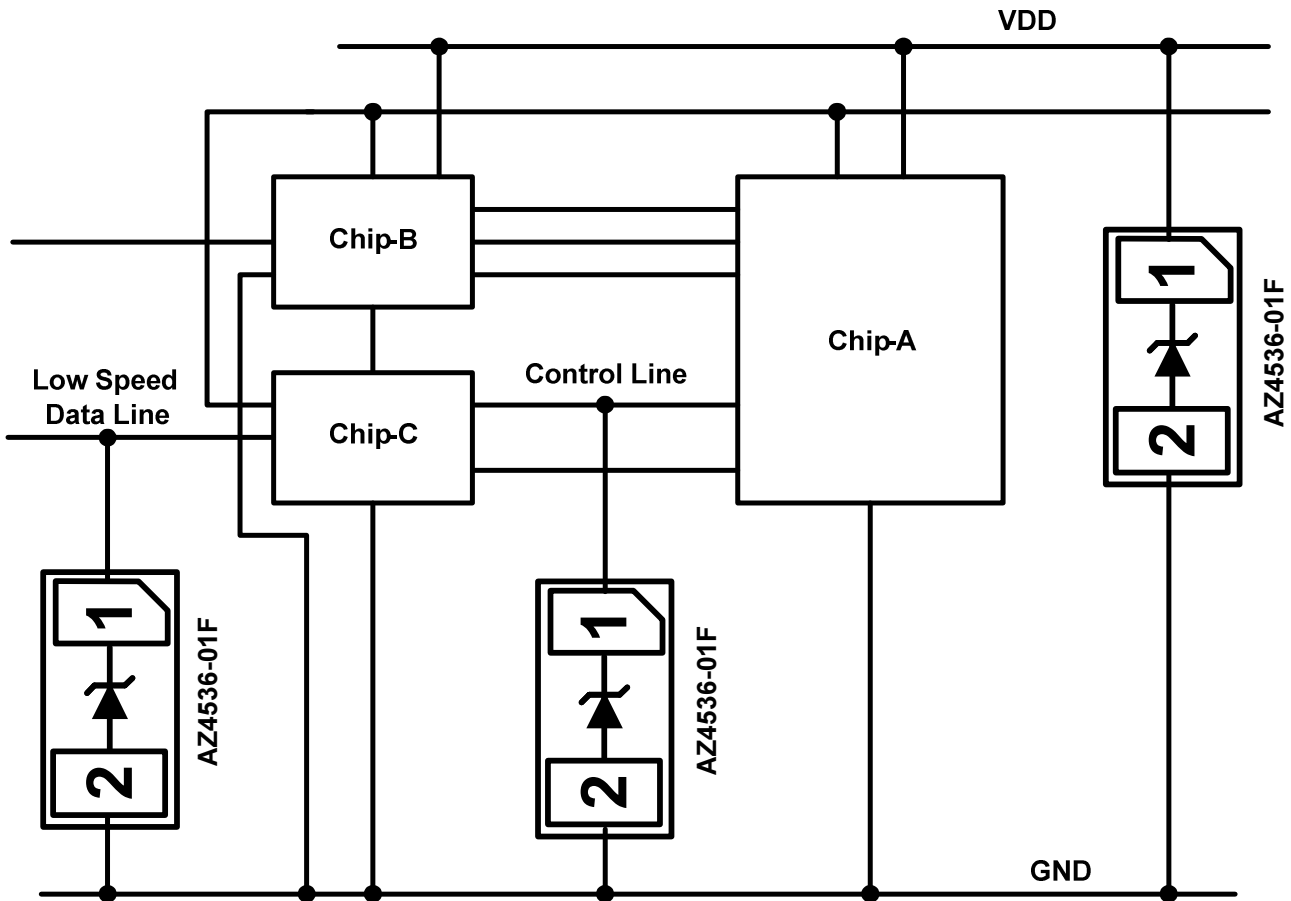 VDD
Chip-B
1
2
AZ4536-01F
Chip-A
Control Line
Low Speed
Data Line
Chip-C
1
2
AZ4536-01F
1
2
AZ4536-01F
GND